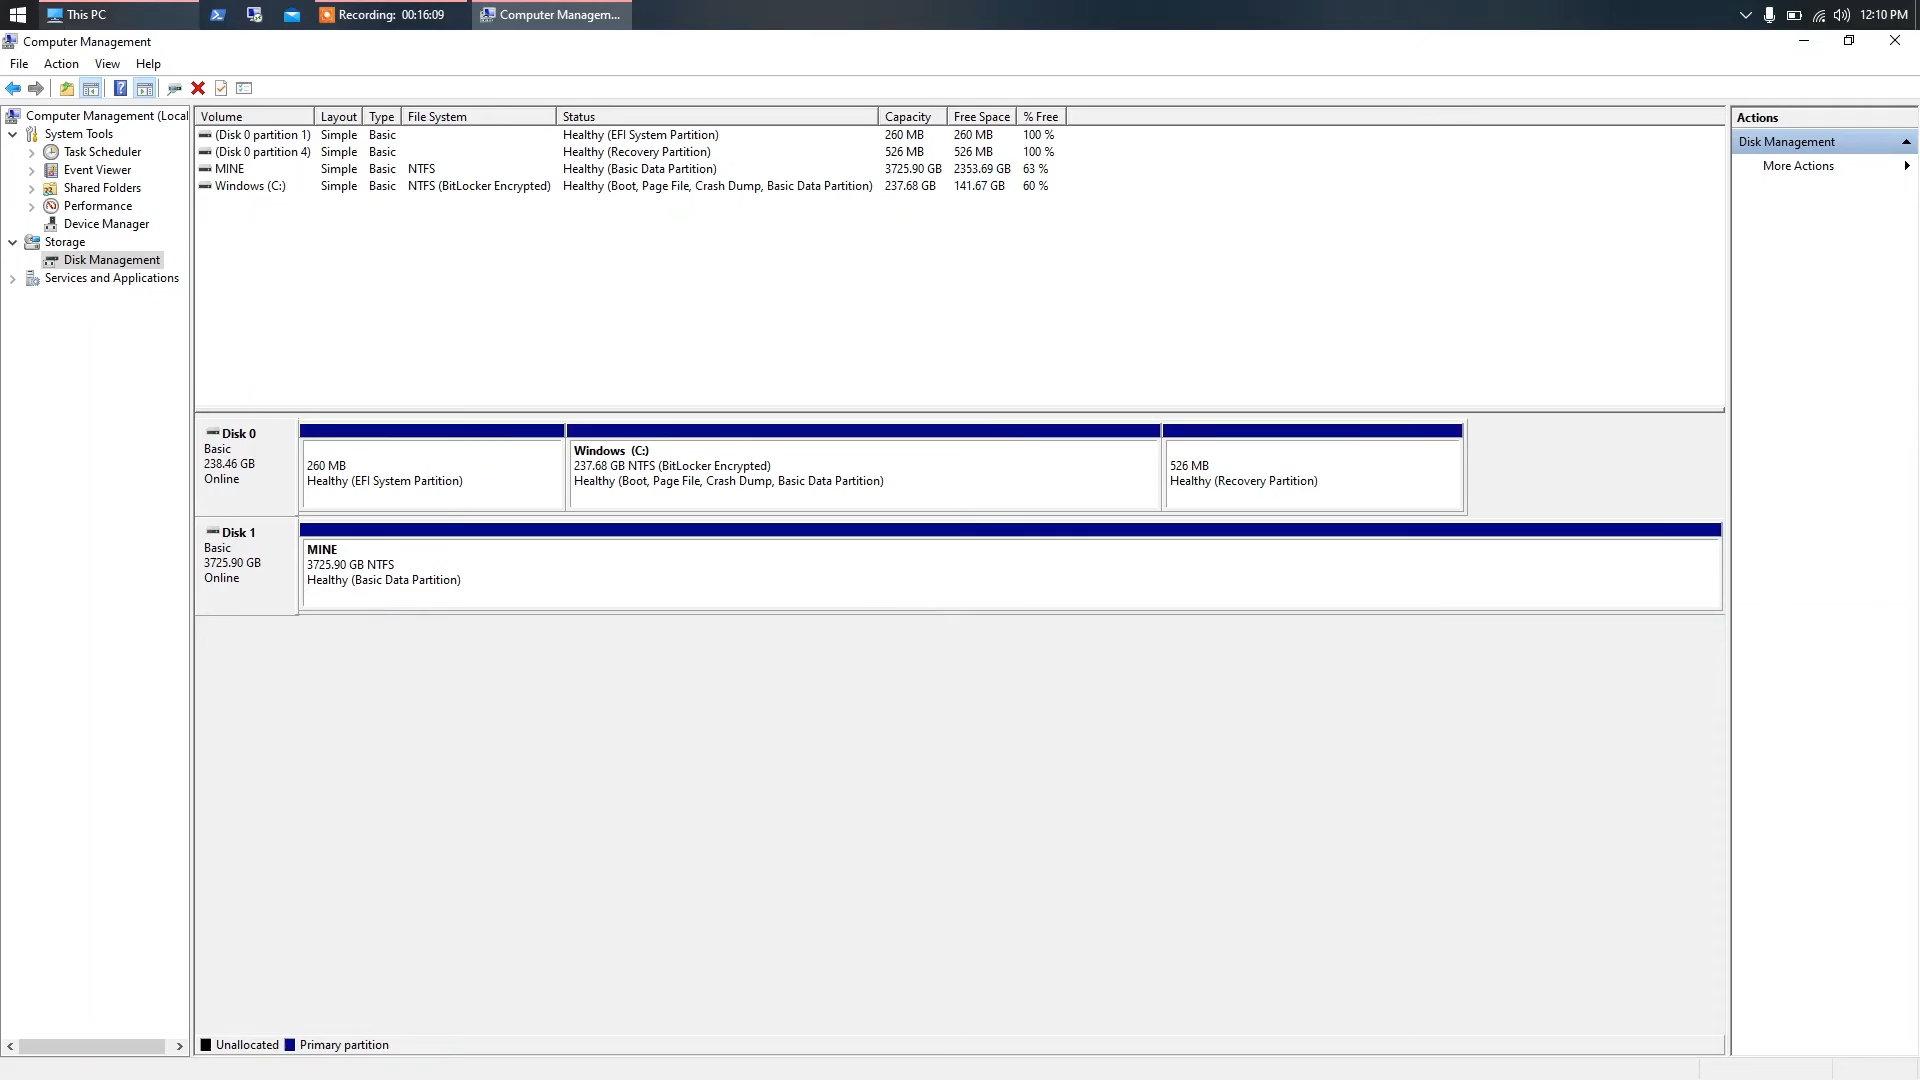 This PC
Recording: 00:16:09
Computer Managem...
12:10 PM
Computer Management
File Action View Help
Computer Management (Local
System Tools
Task Scheduler
Event Viewer
Shared Folders
Performance
Device Manager
Storage
Disk Management
Services and Applications
Volume Layout Type File System Status Capacity Free Space % Free
(Disk 0 partition 1) Simple Basic Healthy (EFI System Partition) 260 MB 260 MB 100 %
(Disk 0 partition 4) Simple Basic Healthy (Recovery Partition) 526 MB 526 MB 100 %
MINE Simple Basic NTFS Healthy (Basic Data Partition) 3725.90 GB 2353.69 GB 63 %
Windows (C:) Simple Basic NTFS (BitLocker Encrypted) Healthy (Boot, Page File, Crash Dump, Basic Data Partition) 237.68 GB 141.67 GB 60 %
Disk 0
Basic
238.46 GB
Online
260 MB
Healthy (EFI System Partition)
Windows (C:)
237.68 GB NTFS (BitLocker Encrypted)
Healthy (Boot, Page File, Crash Dump, Basic Data Partition)
526 MB
Healthy (Recovery Partition)
Disk 1
Basic
3725.90 GB
Online
MINE
3725.90 GB NTFS
Healthy (Basic Data Partition)
Unallocated Primary partition
Actions
Disk Management
More Actions